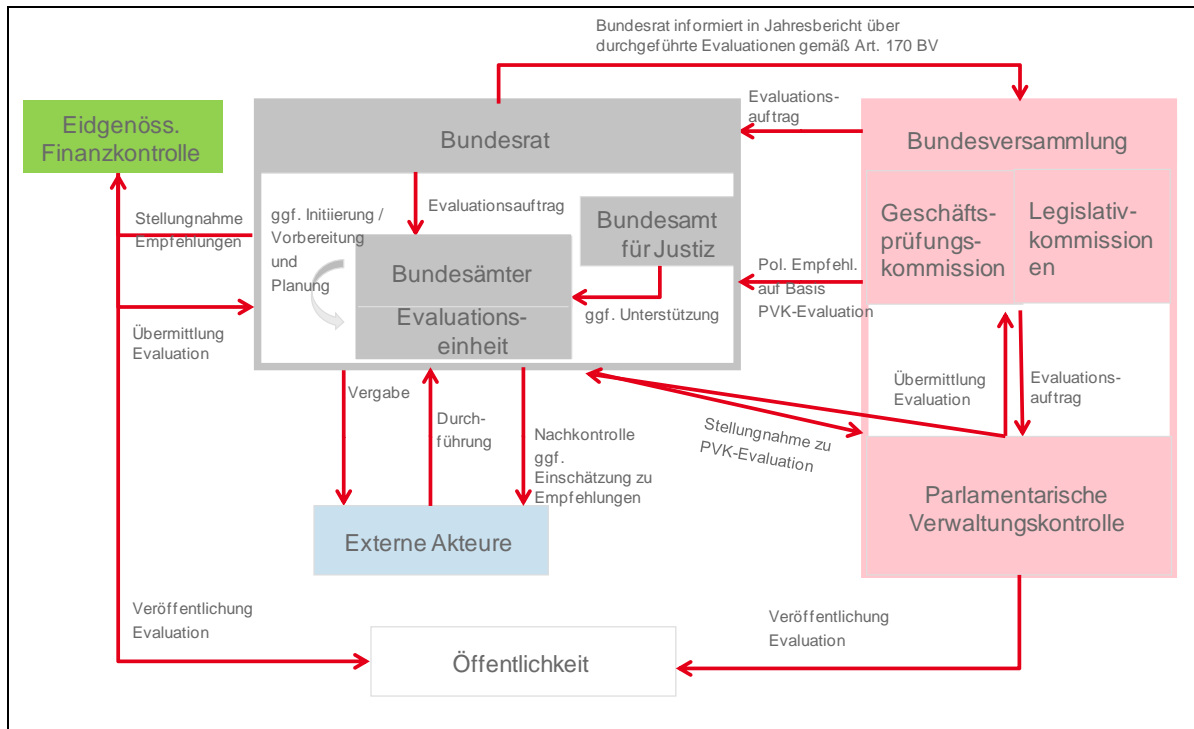 Bundesrat informiert in Jahresbericht über
durchgeführte Evaluationen gemäß Art. 170 BV
Eidgenöss.
Finanzkontrolle
Bundesrat
Evaluations-
auftrag
Bundesversammlung
Stellungnahme
Empfehlungen
ggf. Initiierung /
Vorbereitung
und
Planung
Evaluationsauftrag
Bundesamt
für Justiz
Geschäfts-
prüfungs-
kommission
Legislativ-
kommission
en
Bundesämter
Evaluations-
einheit
ggf. Unterstützung
Pol. Empfehl.
auf Basis
PVK-Evaluation
Übermittlung
Evaluation
Vergabe
Durch-
führung
Nachkontrolle
ggf.
Einschätzung zu
Empfehlungen
Stellungnahme zu
PVK-Evaluation
Übermittlung
Evaluation
Evaluations-
auftrag
Externe Akteure
Parlamentarische
Verwaltungskontrolle
Veröffentlichung
Evaluation
Öffentlichkeit
Veröffentlichung
Evaluation